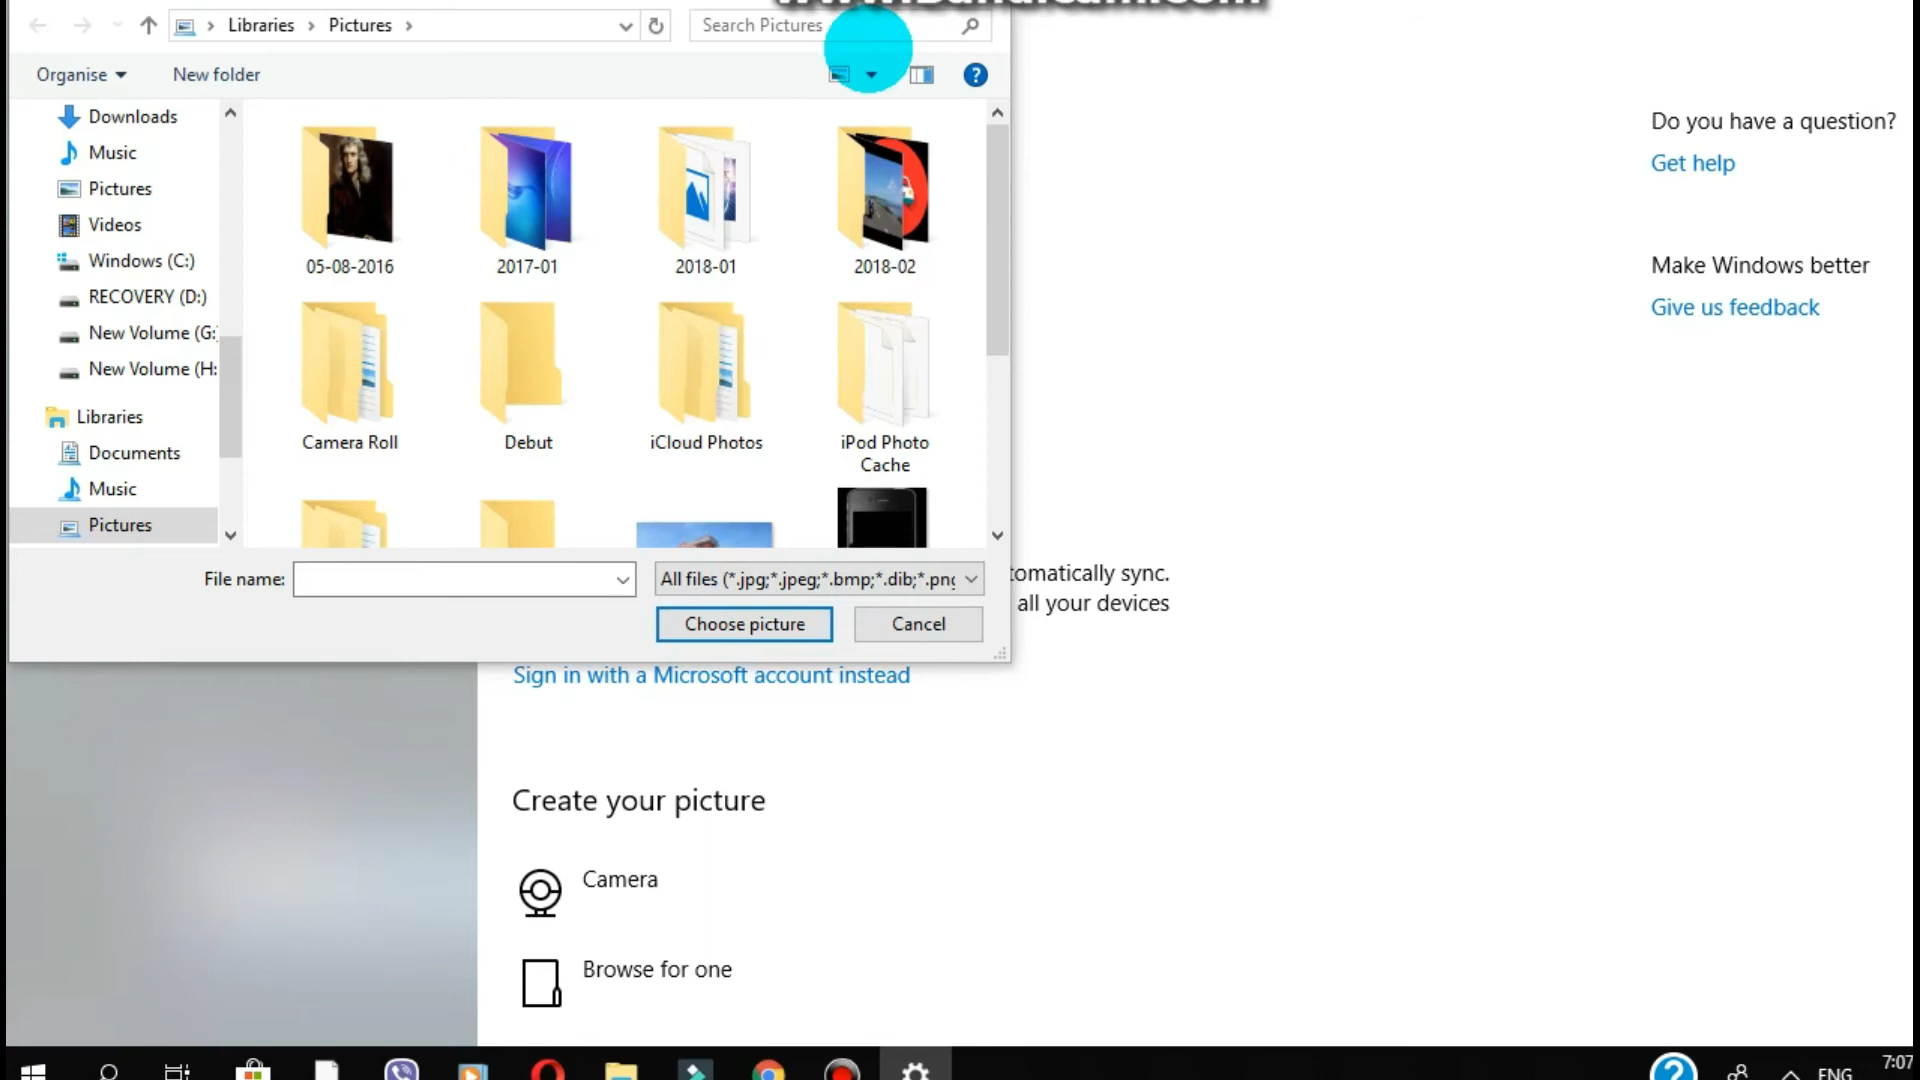 www.Bandicam.com
Libraries > Pictures >
Search Pictures
Organise
New folder
Downloads
Music
Pictures
Videos
Windows (C:)
RECOVERY (D:)
New Volume (G:
New Volume (H:
Libraries
Documents
Music
Pictures
05-08-2016
2017-01
2018-01
2018-02
Camera Roll
Debut
iCloud Photos
iPod Photo
Cache
File name:
All files (*.jpg;*.jpeg;*.bmp;*.dib;*.png
Choose picture
Cancel
Do you have a question?
Get help
Make Windows better
Give us feedback
tomatically sync.
all your devices
Sign in with a Microsoft account instead
Create your picture
Camera
Browse for one
7:07
ENG